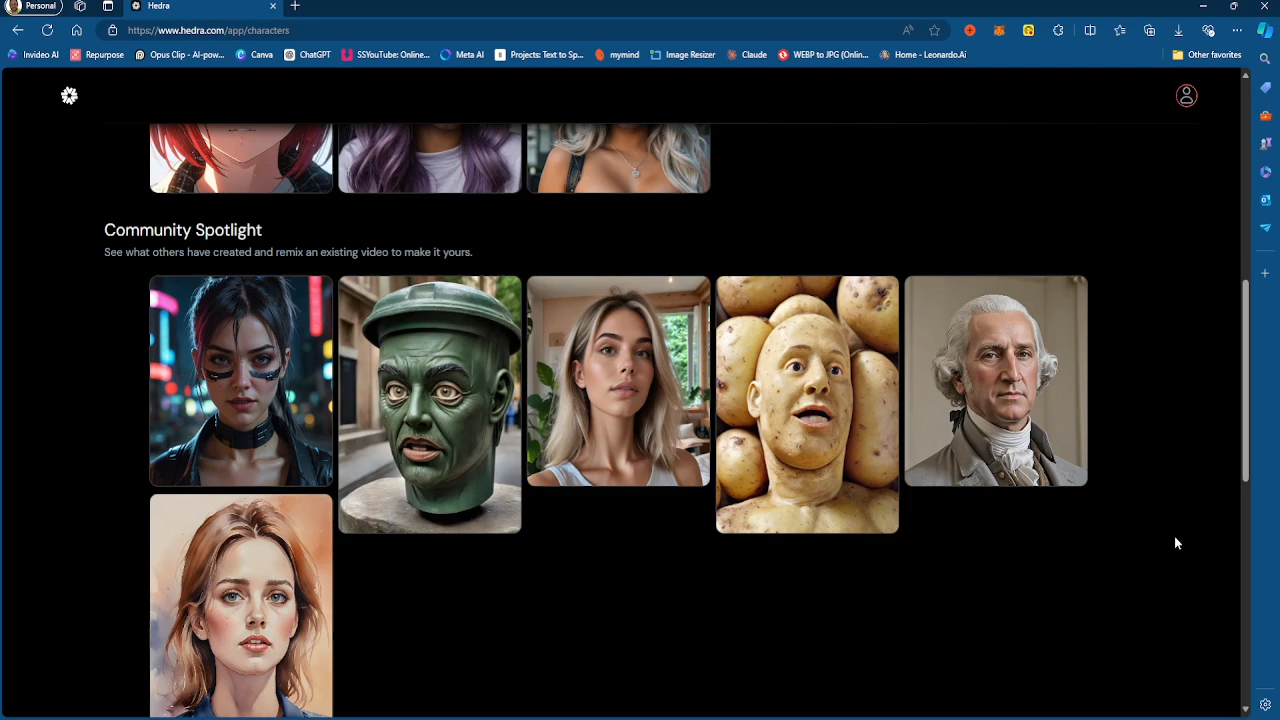 Personal
Hedra
https://www.hedra.com/app/characters
Invideo AI
Repurpose
Opus Clip - AI-pow...
Canva
ChatGPT
SSYouTube: Online...
Meta AI
Projects: Text to Sp...
mymind
Image Resizer
Claude
WEBP to JPG (Onlin...
Home - Leonardo.Ai
Other favorites
Community Spotlight
See what others have created and remix an existing video to make it yours.